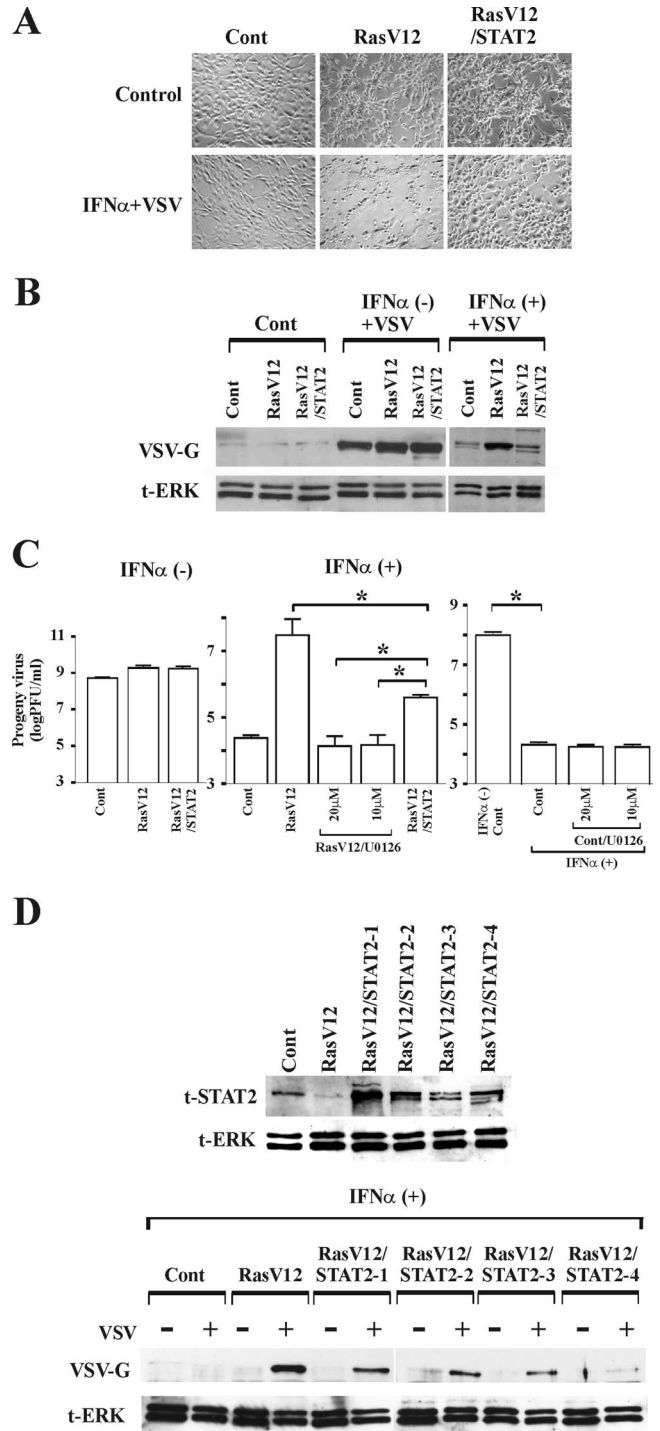 A
Cont
RasV12
RasV12
/STAT2
Control
IFNα+VSV
B
Cont
IFNα (-)
+VSV
IFNα (+)
+VSV
Cont
RasV12
RasV12
/STAT2
Cont
RasV12
RasV12
/STAT2
Cont
RasV12
RasV12
/STAT2
VSV-G
t-ERK
C
IFNα (-)
IFNα (+)
Progeny virus
(logPFU/ml)
11
9
7
5
3
Cont
RasV12
RasV12
/STAT2
8
6
4
*
*
*
Cont
RasV12
20μM
10μM
RasV12
/STAT2
RasV12/U0126
9
7
5
3
*
IFNα (-)
Cont
Cont
20μM
10μM
Cont/U0126
IFNα (+)
D
Cont
RasV12
RasV12/STAT2-1
RasV12/STAT2-2
RasV12/STAT2-3
RasV12/STAT2-4
t-STAT2
t-ERK
IFNα (+)
Cont
RasV12
RasV12/
STAT2-1
RasV12/
STAT2-2
RasV12/
STAT2-3
RasV12/
STAT2-4
VSV - + - + - + - + - + - +
VSV-G
t-ERK